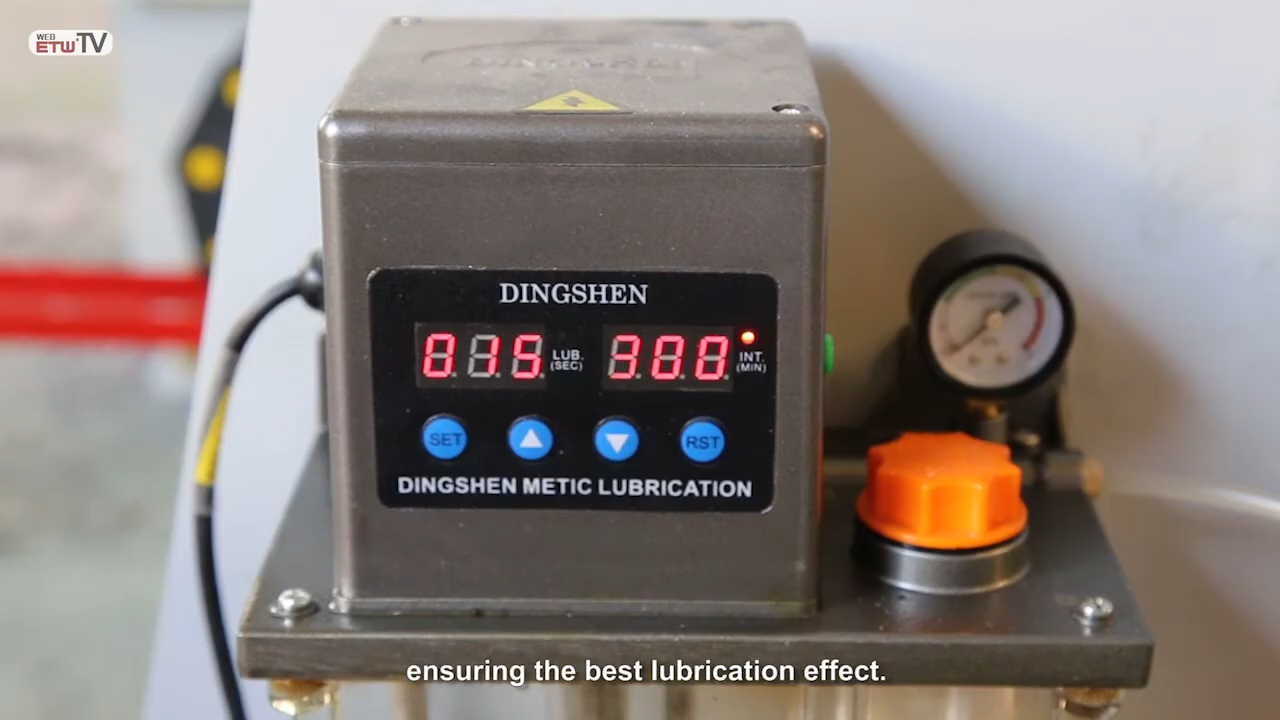 WEB
ETW TV
DINGSHEN
015 LUB. (SEC) 300 INT. (MIN)
SET RST
DINGSHEN METIC LUBRICATION
ensuring the best lubrication effect.